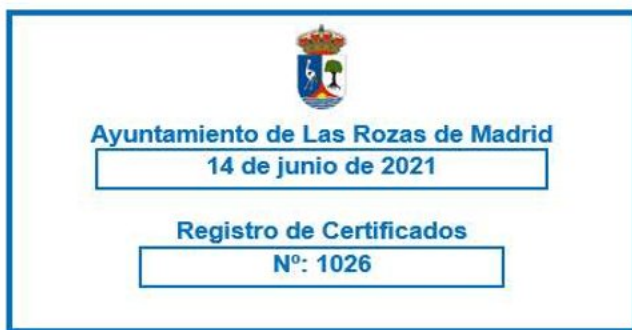 Ayuntamiento de Las Rozas de Madrid
14 de junio de 2021
Registro de Certificados
Nº: 1026